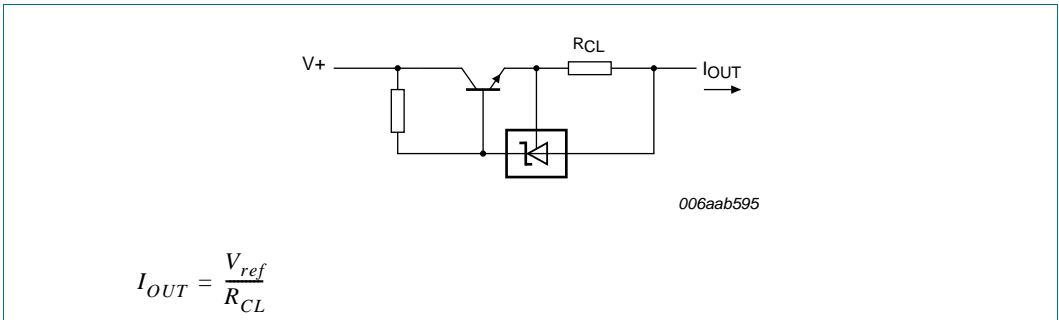 V+
RCL
IOUT
006aab595
IOUT = Vref / RCL